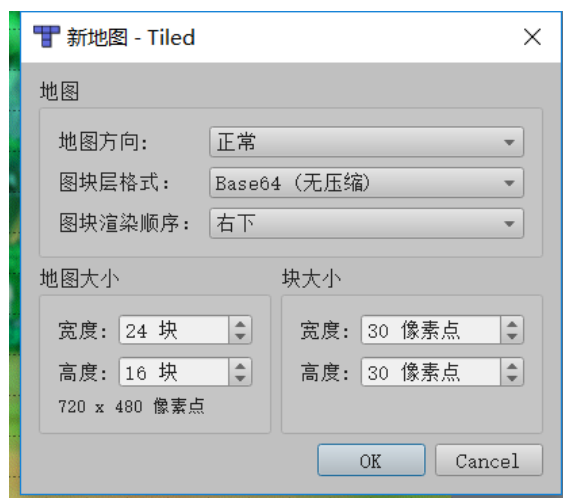 新地图 - Tiled
地图
地图方向: 正常
图块层格式: Base64 (无压缩)
图块渲染顺序: 右下
地图大小 块大小
宽度: 24 块 宽度: 30 像素点
高度: 16 块 高度: 30 像素点
720 x 480 像素点
OK Cancel